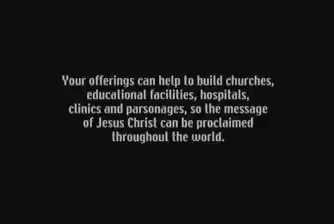 Your offerings can help to build churches,
educational facilities, hospitals,
clinics and parsonages, so the message
of Jesus Christ can be proclaimed
throughout the world.